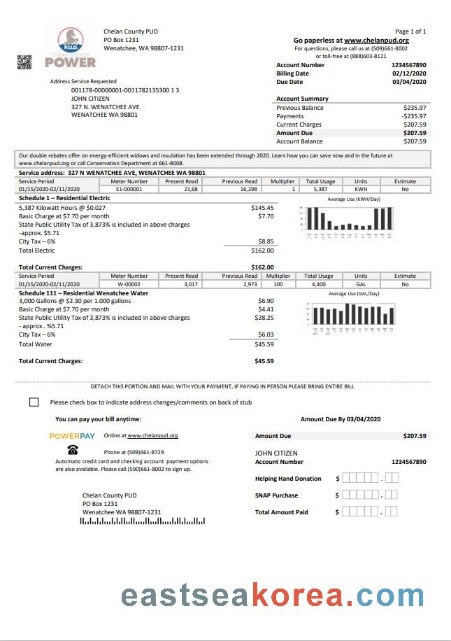 Chelan County PUD
PO Box 1231
Wenatchee, WA 98807-1231
P.U.D.
POWER
Page 1 of 1
Go paperless at www.chelanpud.org
For questions, please call us at (509)661-8002
or toll-free at (888)603-8121
Account Number 1234567890
Billing Date 02/12/2020
Due Date 03/04/2020
Address Service Requested
001178-00000001-0011782135300 1 3
JOHN CITIZEN
327 N. WENATCHEE AVE.
WENATCHEE WA 98801
Account Summary
Previous Balance $235.97
Payments -$235.97
Current Charges $207.59
Amount Due $207.59
Account Balance $207.59
Our double rebates offer on energy-efficient widows and insulation has been extended through 2020. Learn how you can save now and in the future at
www.chelanpud.org or call Conservation Department at 661-8008.
Service address: 327 N WENATCHEE AVE, WENATCHEE WA 98801
Service Period Meter Number Present Read Previous Read Multiplier Total Usage Units Estimate
01/15/2020-02/11/2020 E1-000001 21,68 16,298 1 5,387 KWH No
Schedule 1 – Residential Electric
Average Use (KWH/Day)
5,387 Kilowatt Hours @ $0.027 $145.45
Basic Charge at $7.70 month $7.70
State Public Utility Tax of 3,873% is included in above charges
-approx. $5.71
City Tax – 6% $8.85
Total Electric $162.00
Total Current Charges: $162.00
Service Period Meter Number Present Read Previous Read Multiplier Total Usage Units Estimate
01/15/2020-02/11/2020 W-00002 3,017 2,973 100 4,400 GAL No
Schedule 111 – Residential Wenatchee Water
Average Use (GAL/Day)
3,000 Gallons @ $2.30 per 1.000 gallons $6.90
Basic Charge at $7.70 per month $4.41
State Public Utility Tax of 3,873% is included in above charges $28.25
- approx.. %5.71
City Tax – 6% $6.03
Total Water $45.59
Total Current Charges: $45.59
DETACH THIS PORTION AND MAIL WITH YOUR PAYMENT, IF PAYING IN PERSON PLEASE BRING ENTIRE BILL
Please check box to indicate address changes/comments on back of stub
You can pay your bill anytime: Amount Due By 03/04/2020
POWERPAY Online at www.chelanpud.org
Amount Due $207.59
Phone at (509)661-8729
JOHN CITIZEN
Automatic credit card and checking account payment options
are also available. Please call (590)661-8002 to sign up.
Account Number 1234567890
Helping Hand Donation $ .
Chelan County PUD
PO Box 1231
Wenatchee WA 98807-1231
SNAP Purchase $ .
Total Amount Paid $ .
eastseakorea.com